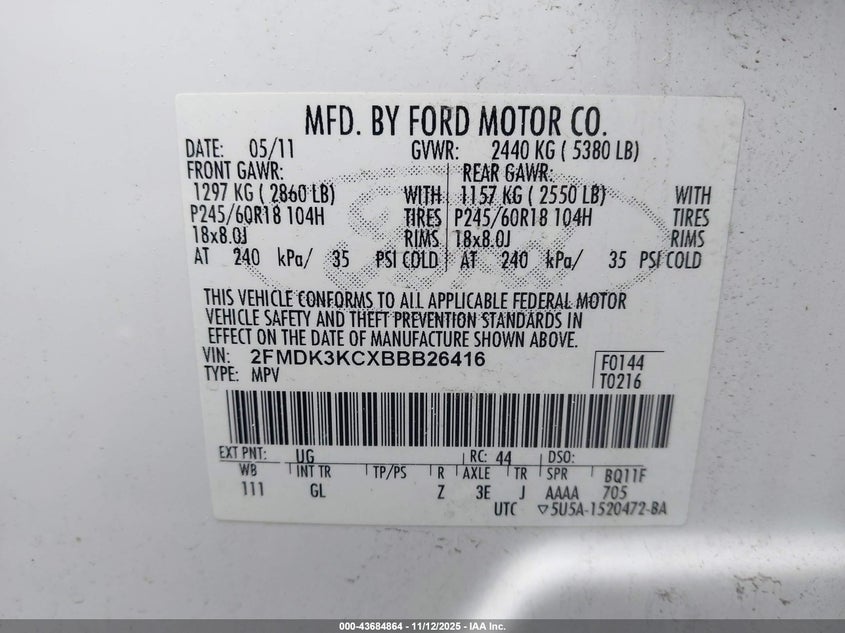 MFD. BY FORD MOTOR CO.
DATE: 05/11 GVWR: 2440 KG ( 5380 LB)
FRONT GAWR: REAR GAWR:
1297 KG ( 2860 LB) WITH 1157 KG ( 2550 LB) WITH
P245/60R18 104H TIRES P245/60R18 104H TIRES
18x8.0J RIMS 18x8.0J RIMS
AT 240 kPa/ 35 PSI COLD AT 240 kPa/ 35 PSI COLD
THIS VEHICLE CONFORMS TO ALL APPLICABLE FEDERAL MOTOR
VEHICLE SAFETY AND THEFT PREVENTION STANDARDS IN
EFFECT ON THE DATE OF MANUFACTURE SHOWN ABOVE.
VIN: 2FMDK3KCXBBB26416 F0144
TYPE: MPV T0216
EXT PNT: UG RC: 44 DSO:
WB INT TR TP/PS R AXLE TR SPR BQ11F
111 GL Z 3E J AAAA 705
UTC ▽5U5A-1520472-BA
000-43684864 - 11/12/2025 - IAA Inc.